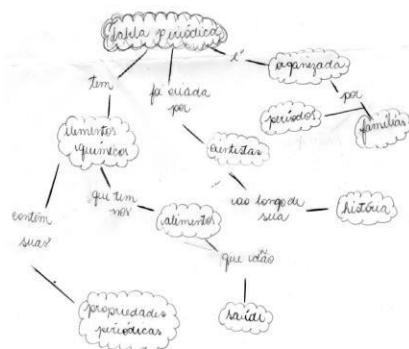 tabela periódica
é
organizada
tem
foi criada
por
por
períodos
famílias
elementos
químicos
cientistas
que tem
nos
alimentos
ao longo de
sua
história
contém
suas
que dão
saúde
propriedades
periódicas